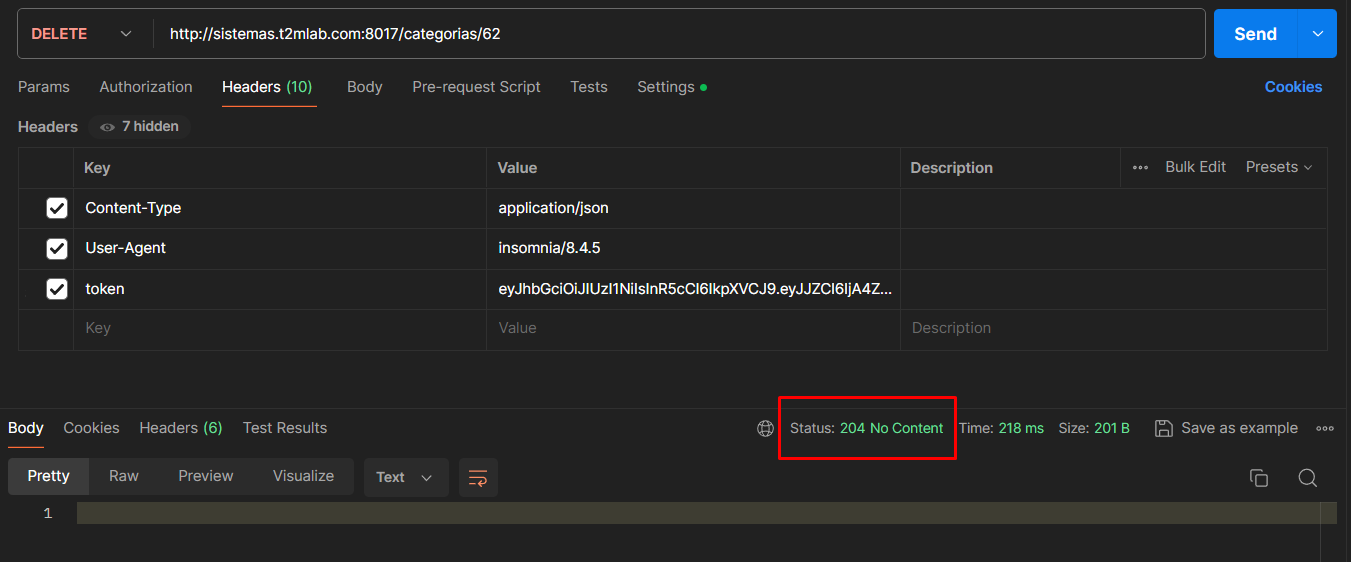 DELETE http://sistemas.t2mlab.com:8017/categorias/62 Send
Params Authorization Headers (10) Body Pre-request Script Tests Settings Cookies
Headers 7 hidden
Key Value Description Bulk Edit Presets
Content-Type application/json
User-Agent insomnia/8.4.5
token eyJhbGciOiJIUzI1NiIsInR5cCI6IkpXVCJ9.eyJJZCI6IjA4Z...
Key Value Description
Body Cookies Headers (6) Test Results Status: 204 No Content Time: 218 ms Size: 201 B Save as example
Pretty Raw Preview Visualize Text
1